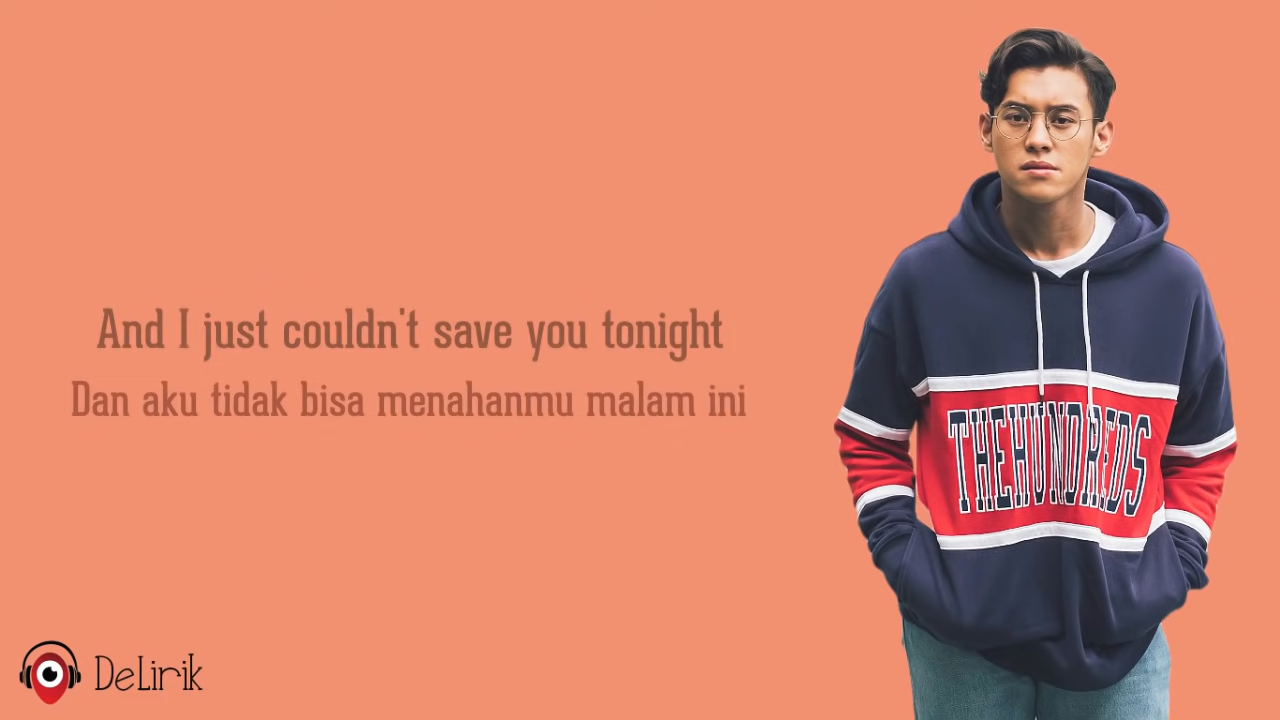 And I just couldn't save you tonight
Dan aku tidak bisa menahanmu malam ini
THEHUNDREDS
DeLirik